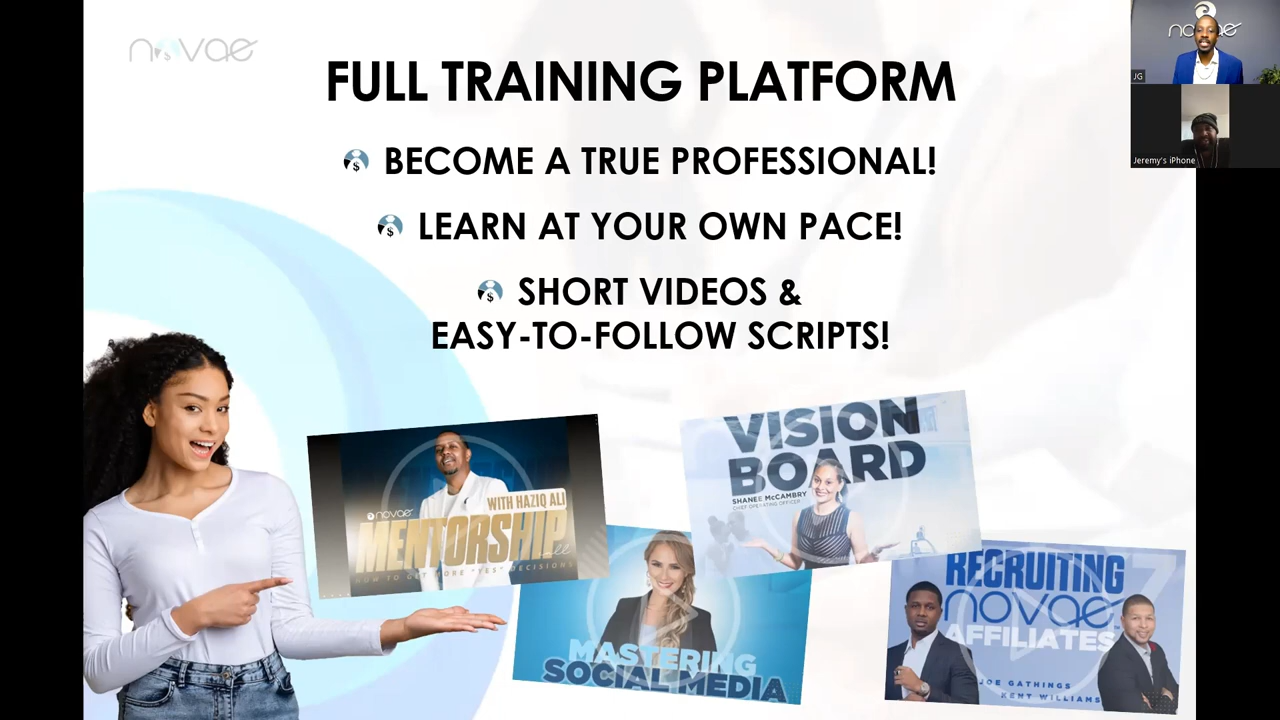 novae
FULL TRAINING PLATFORM
BECOME A TRUE PROFESSIONAL!
LEARN AT YOUR OWN PACE!
SHORT VIDEOS &
EASY-TO-FOLLOW SCRIPTS!
novae
JG
Jeremy's iPhone
WITH HAZIQ ALI
novae
MENTORSHIP
HOW TO GET MORE "YES" DECISIONS
VISION
BOARD
SHANEE McCAMBRY
CHIEF OPERATING OFFICER
MASTERING
SOCIAL MEDIA
RECRUITING
novae
AFFILIATES
JOE GATHINGS
KENT WILLIAMS